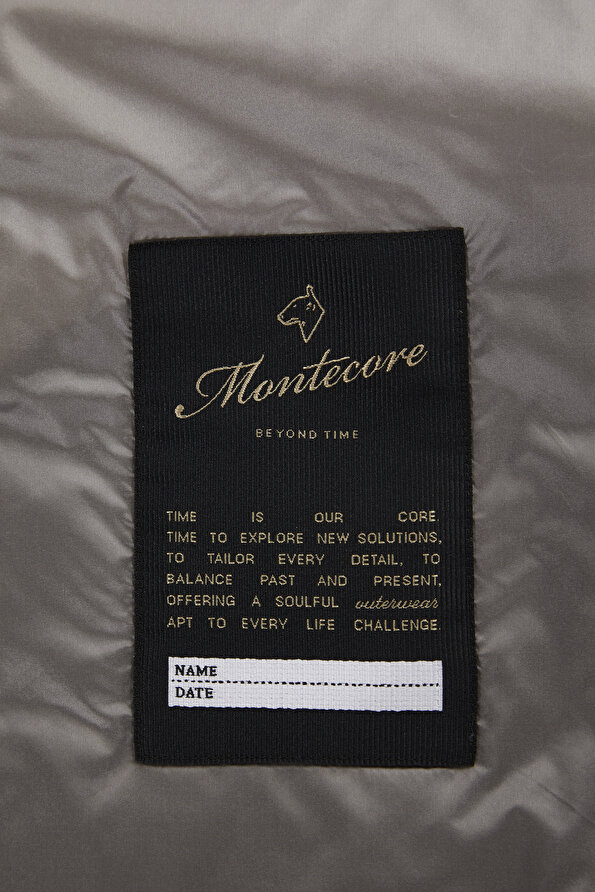 Montecore
BEYOND TIME
TIME IS OUR CORE.
TIME TO EXPLORE NEW SOLUTIONS,
TO TAILOR EVERY DETAIL, TO
BALANCE PAST AND PRESENT,
OFFERING A SOULFUL outerwear
APT TO EVERY LIFE CHALLENGE.
NAME
DATE